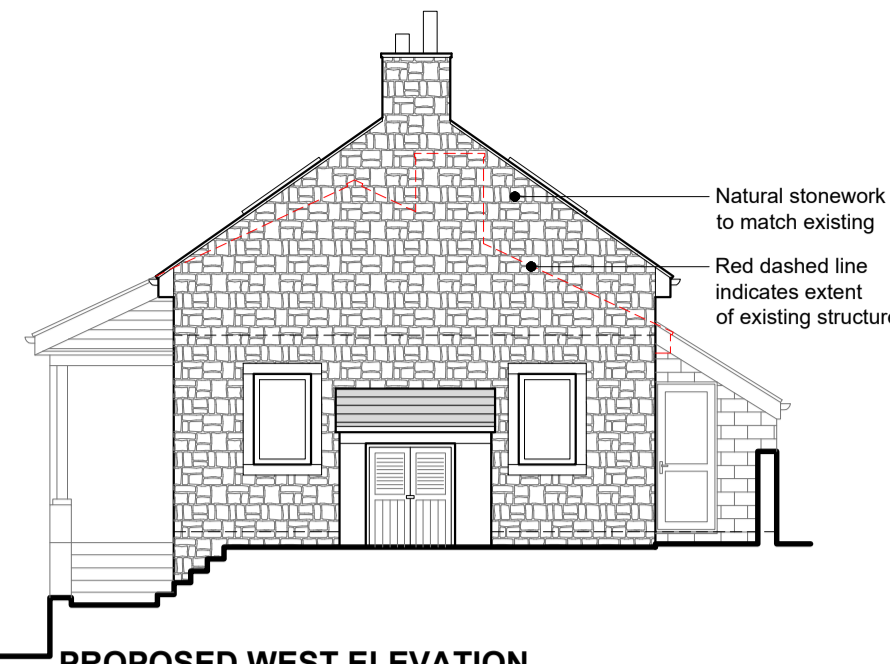 Natural stonework
to match existing
Red dashed line
indicates extent
of existing structure
PROPOSED WEST ELEVATION